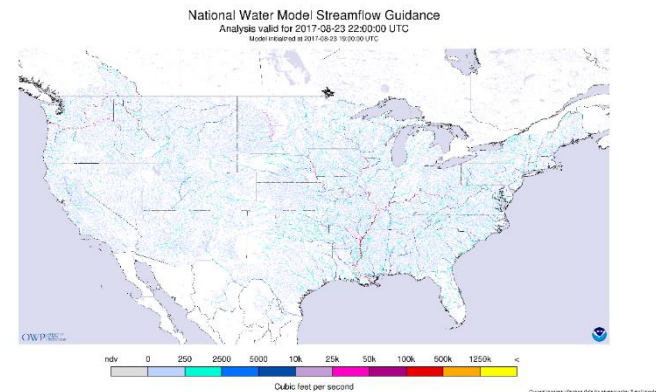 National Water Model Streamflow Guidance
Analysis valid for 2017-08-23 22:00:00 UTC
Model initialized at 2017-08-23 19:00:00 UTC
OWP
ndv 0 250 2500 5000 10k 25k 50k 100k 500k 1250k <
Cubic feet per second